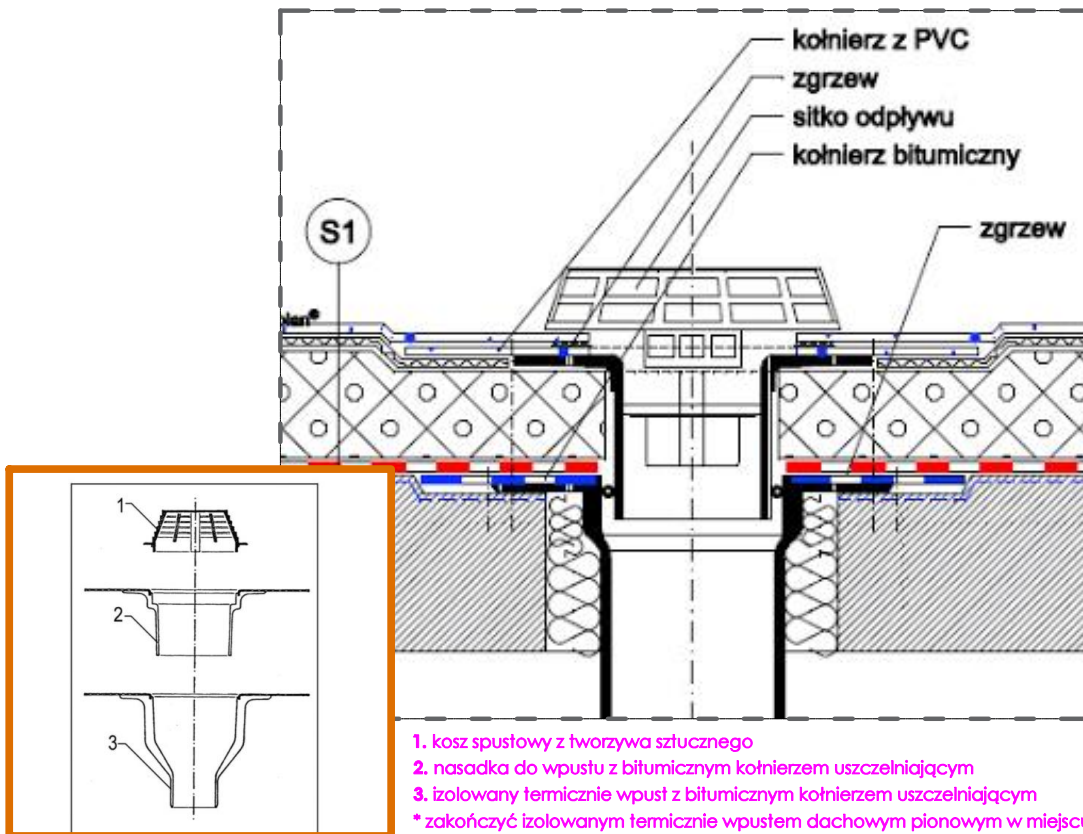 kołnierz z PVC
zgrzew
sitko odpływu
kołnierz bitumiczny
zgrzew
S1
1
2
3
1. kosz spustowy z tworzywa sztucznego
2. nasadka do wpustu z bitumicznym kołnierzem uszczelniającym
3. izolowany termicznie wpust z bitumicznym kołnierzem uszczelniającym
* zakończyć izolowanym termicznie wpustem dachowym pionowym w